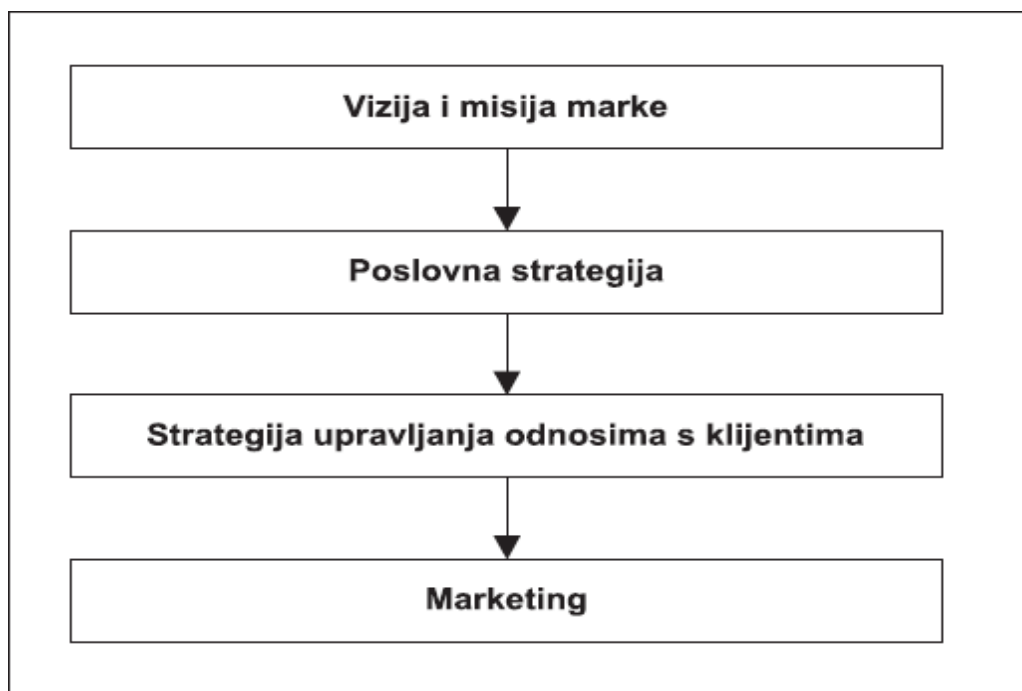 Vizija i misija marke
Poslovna strategija
Strategija upravljanja odnosima s klijentima
Marketing